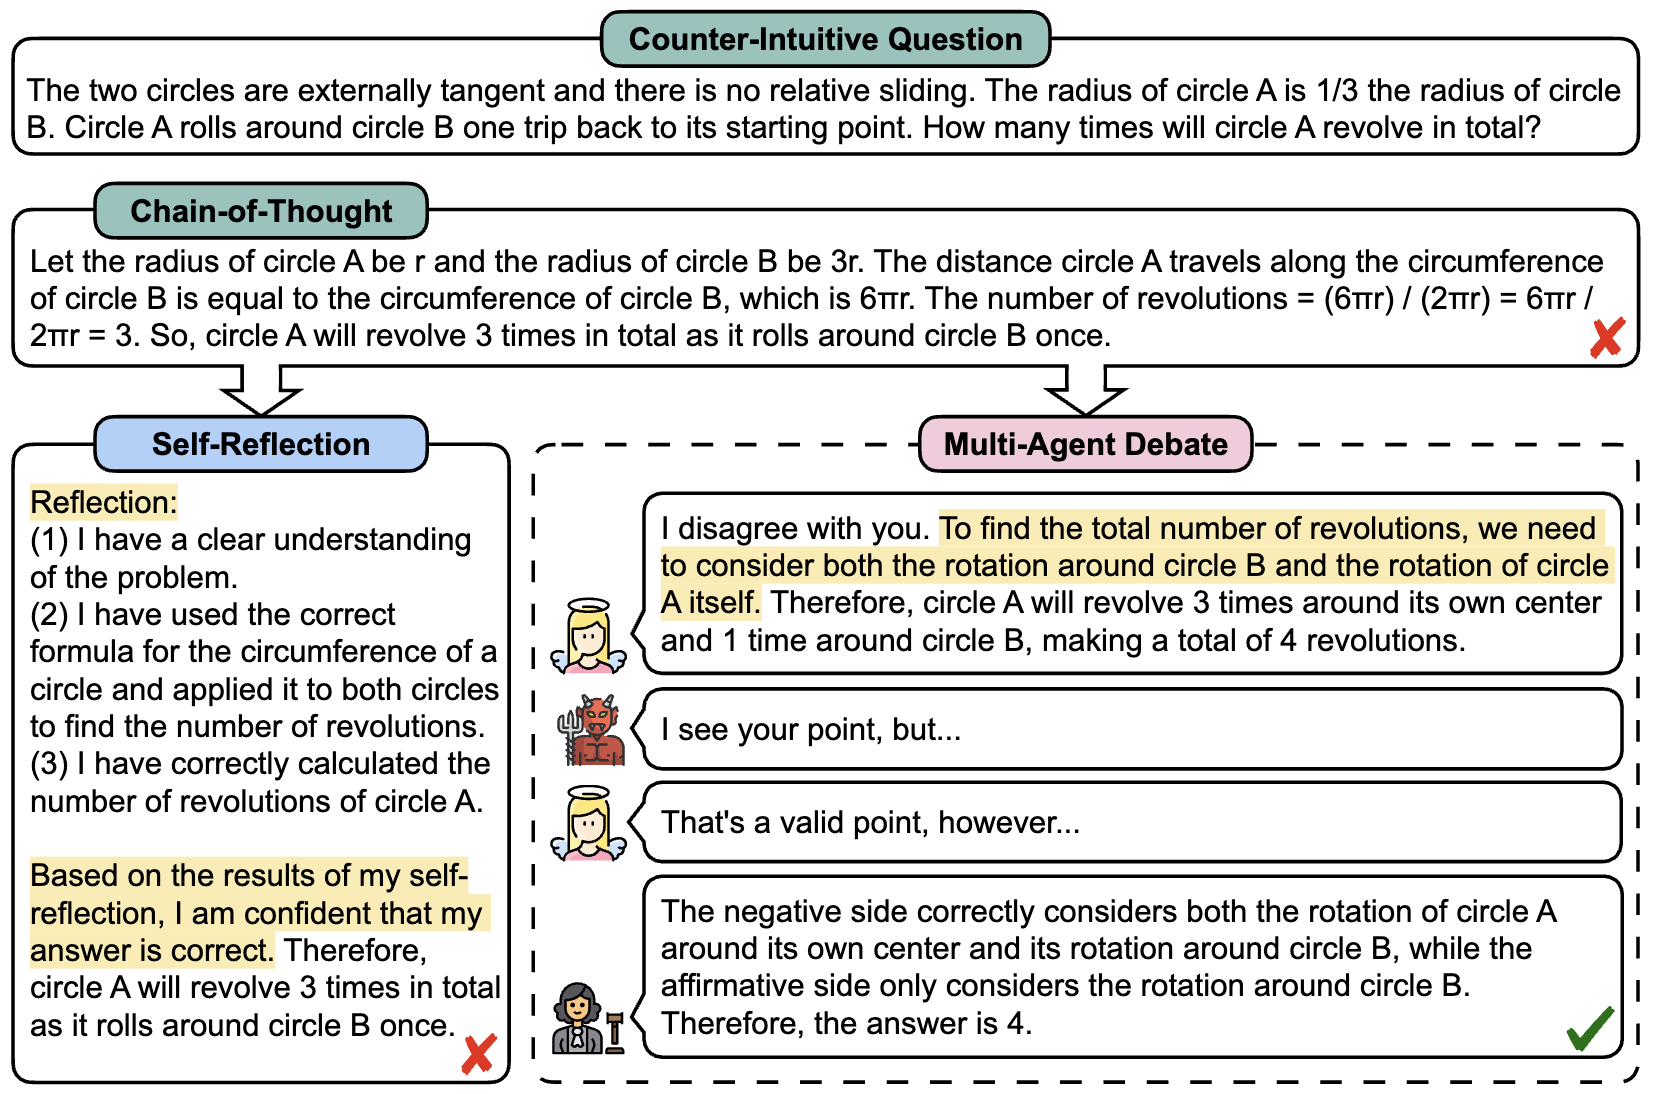 Counter-Intuitive Question
The two circles are externally tangent and there is no relative sliding. The radius of circle A is 1/3 the radius of circle
B. Circle A rolls around circle B one trip back to its starting point. How many times will circle A revolve in total?
Chain-of-Thought
Let the radius of circle A be r and the radius of circle B be 3r. The distance circle A travels along the circumference
of circle B is equal to the circumference of circle B, which is 6πr. The number of revolutions = (6πr) / (2πr) = 6πr /
2πr = 3. So, circle A will revolve 3 times in total as it rolls around circle B once.
Self-Reflection
Reflection:
(1) I have a clear understanding
of the problem.
(2) I have used the correct
formula for the circumference of a
circle and applied it to both circles
to find the number of revolutions.
(3) I have correctly calculated the
number of revolutions of circle A.
Based on the results of my self-
reflection, I am confident that my
answer is correct. Therefore,
circle A will revolve 3 times in total
as it rolls around circle B once.
Multi-Agent Debate
I disagree with you. To find the total number of revolutions, we need
to consider both the rotation around circle B and the rotation of circle
A itself. Therefore, circle A will revolve 3 times around its own center
and 1 time around circle B, making a total of 4 revolutions.
I see your point, but...
That's a valid point, however...
The negative side correctly considers both the rotation of circle A
around its own center and its rotation around circle B, while the
affirmative side only considers the rotation around circle B.
Therefore, the answer is 4.